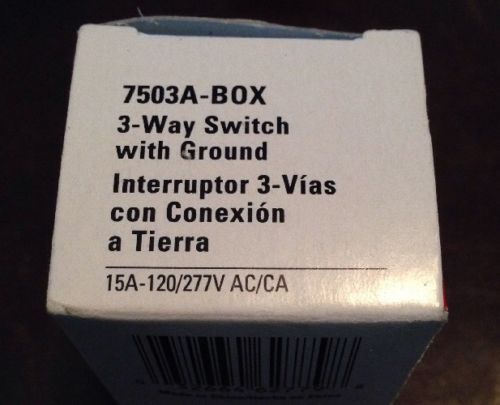 7503A-BOX
3-Way Switch
with Ground
Interruptor 3-Vías
con Conexión
a Tierra
15A-120/277V AC/CA